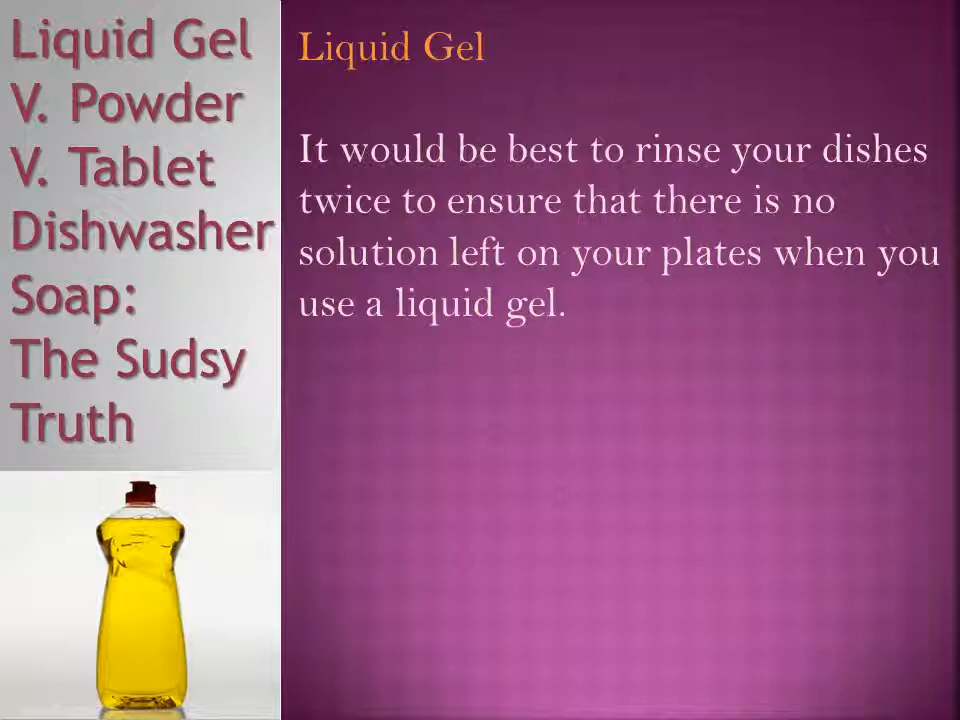 Liquid Gel
V. Powder
V. Tablet
Dishwasher
Soap:
The Sudsy
Truth
Liquid Gel
It would be best to rinse your dishes
twice to ensure that there is no
solution left on your plates when you
use a liquid gel.